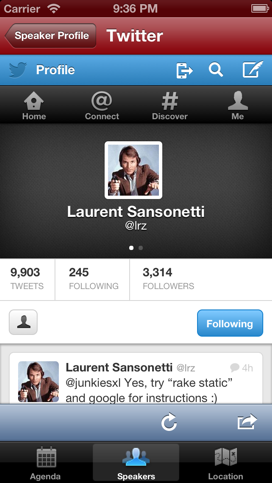 Carrier 9:36 PM
Speaker Profile Twitter
Profile
Home @ Connect # Discover Me
Laurent Sansonetti
@lrz
9,903 245 3,314
TWEETS FOLLOWING FOLLOWERS
Following
Laurent Sansonetti @lrz 4h
@junkiesxl Yes, try “rake static”
and google for instructions :)
Agenda Speakers Location